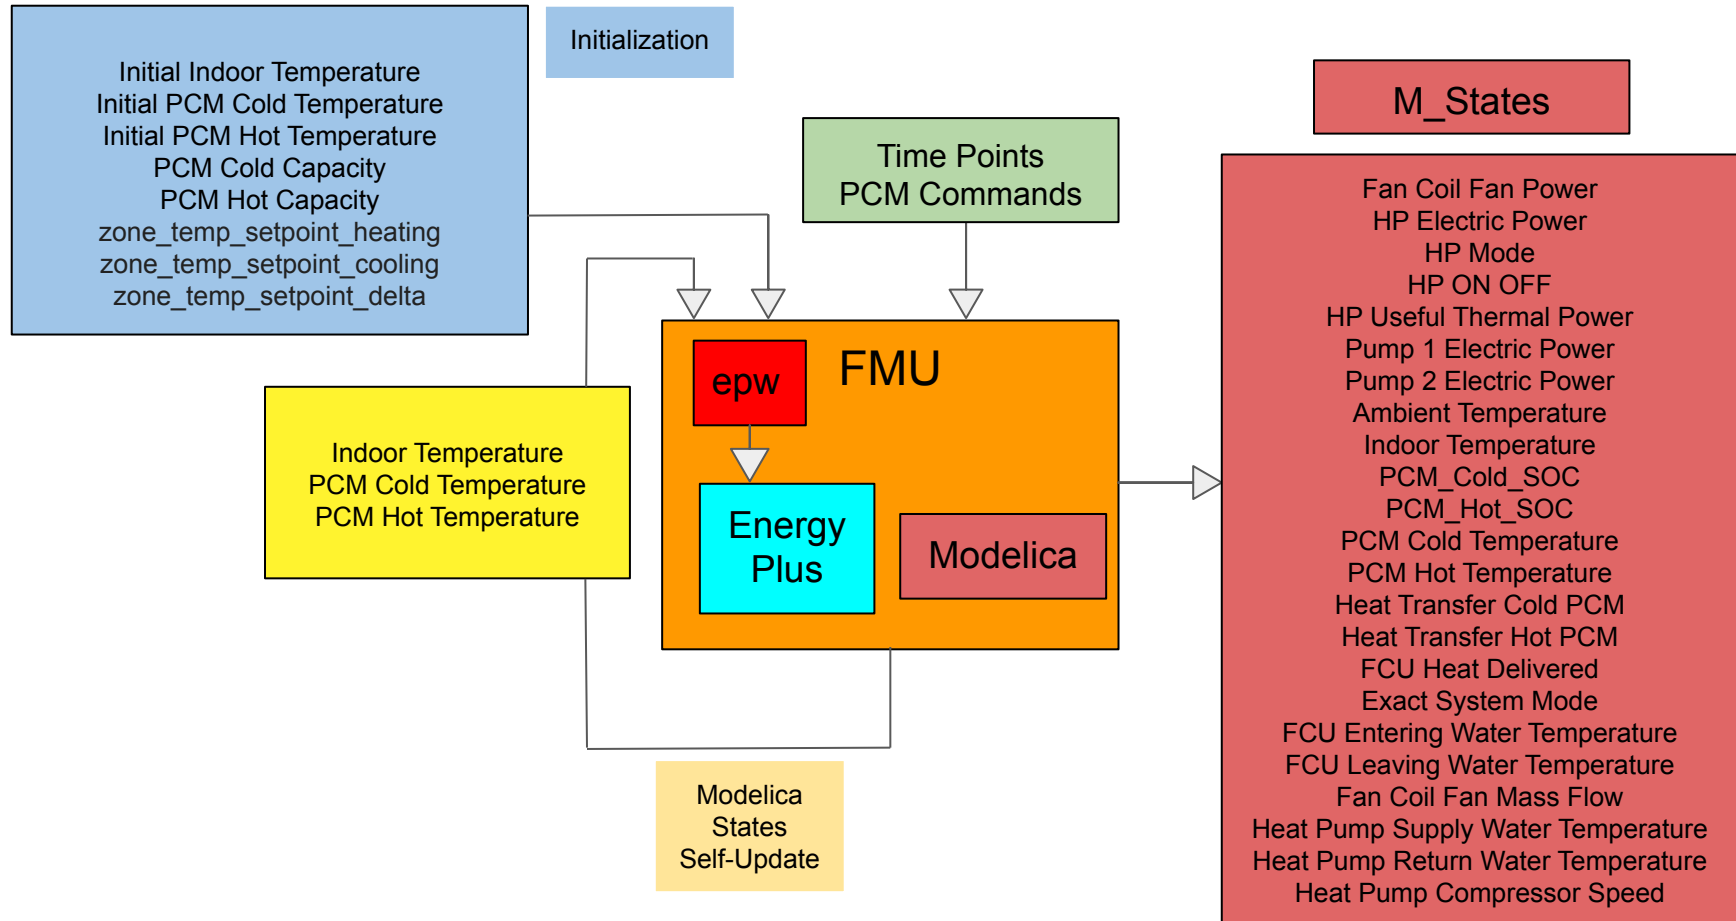 Initialization
Initial Indoor Temperature
Initial PCM Cold Temperature
Initial PCM Hot Temperature
PCM Cold Capacity
PCM Hot Capacity
zone_temp_setpoint_heating
zone_temp_setpoint_cooling
zone_temp_setpoint_delta
Time Points
PCM Commands
Indoor Temperature
PCM Cold Temperature
PCM Hot Temperature
FMU
epw
Energy
Plus
Modelica
Modelica
States
Self-Update
M_States
Fan Coil Fan Power
HP Electric Power
HP Mode
HP ON OFF
HP Useful Thermal Power
Pump 1 Electric Power
Pump 2 Electric Power
Ambient Temperature
Indoor Temperature
PCM_Cold_SOC
PCM_Hot_SOC
PCM Cold Temperature
PCM Hot Temperature
Heat Transfer Cold PCM
Heat Transfer Hot PCM
FCU Heat Delivered
Exact System Mode
FCU Entering Water Temperature
FCU Leaving Water Temperature
Fan Coil Fan Mass Flow
Heat Pump Supply Water Temperature
Heat Pump Return Water Temperature
Heat Pump Compressor Speed